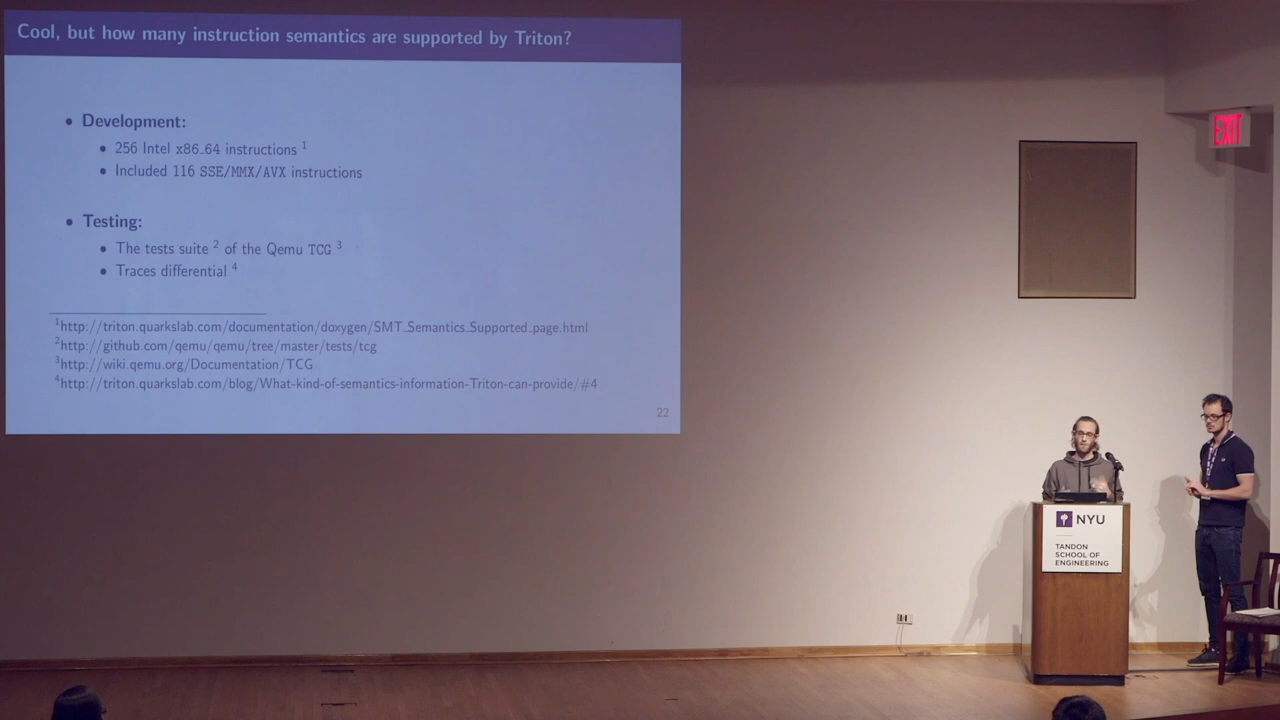 Cool, but how many instruction semantics are supported by Triton?
• Development:
• 256 Intel x86_64 instructions 1
• Included 116 SSE/MMX/AVX instructions
• Testing:
• The tests suite 2 of the Qemu TCG 3
• Traces differential 4
1http://triton.quarkslab.com/documentation/doxygen/SMT_Semantics_Supported_page.html
2http://github.com/qemu/qemu/tree/master/tests/tcg
3http://wiki.qemu.org/Documentation/TCG
4http://triton.quarkslab.com/blog/What-kind-of-semantics-information-Triton-can-provide/#4
22
EXIT
NYU
TANDON
SCHOOL OF
ENGINEERING